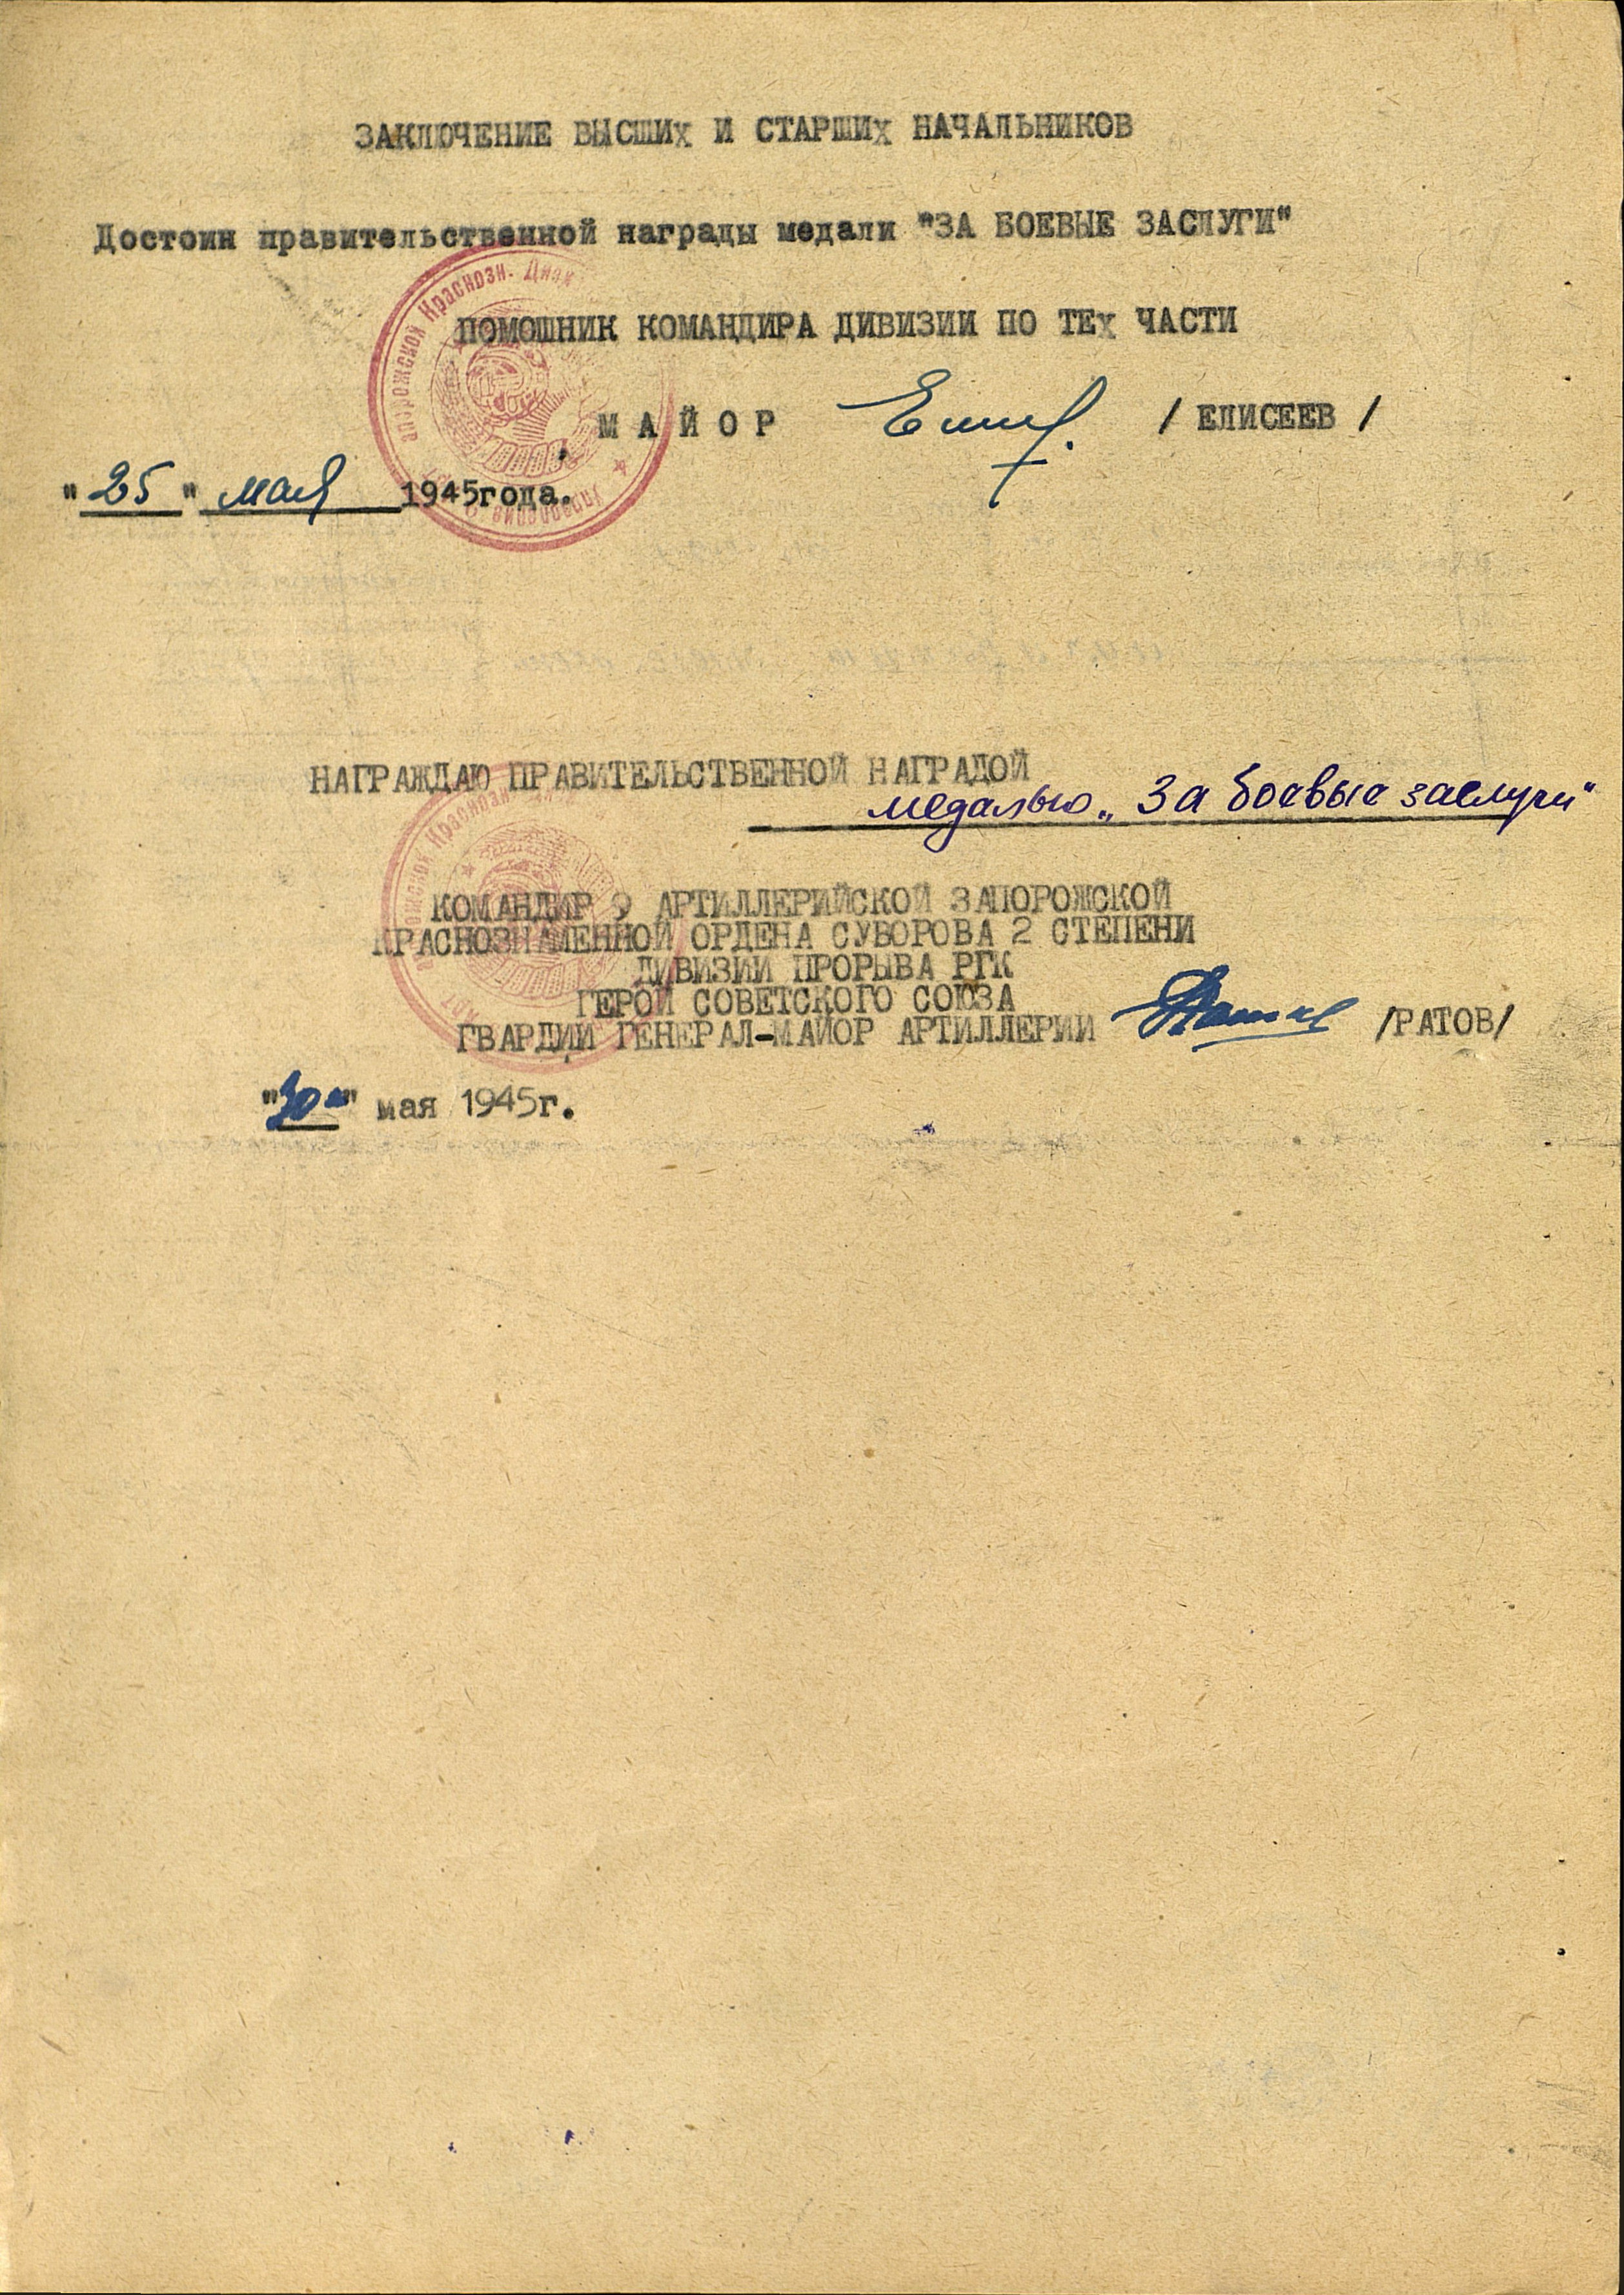 ЗАКЛЮЧЕНИЕ ВЫСШИх И СТАРШИх НАЧАЛЬНИКОВ
Достоин правительственной награды медали "ЗА БОЕВЫЕ ЗАСЛУГИ"
ПОМОШНИК КОМАНДИРА ДИВИЗИИ ПО ТЕх ЧАСТИ
МАЙОР / ЕЛИСЕЕВ /
"25" мая 1945года.
НАГРАЖДАЮ ПРАВИТЕЛЬСТВЕННОЙ НАГРАДОЙ
медалью „За боевые заслуги"
КОМАНДИР 9 АРТИЛЛЕРИЙСКОЙ ЗАПОРОЖСКОЙ
КРАСНОЗНАМЕННОЙ ОРДЕНА СУВОРОВА 2 СТЕПЕНИ
ДИВИЗИИ ПРОРЫВА РГК
ГЕРОЙ СОВЕТСКОГО СОЮЗА
ГВАРДИИ ГЕНЕРАЛ-МАЙОР АРТИЛЛЕРИИ /РАТОВ/
"30" мая 1945г.